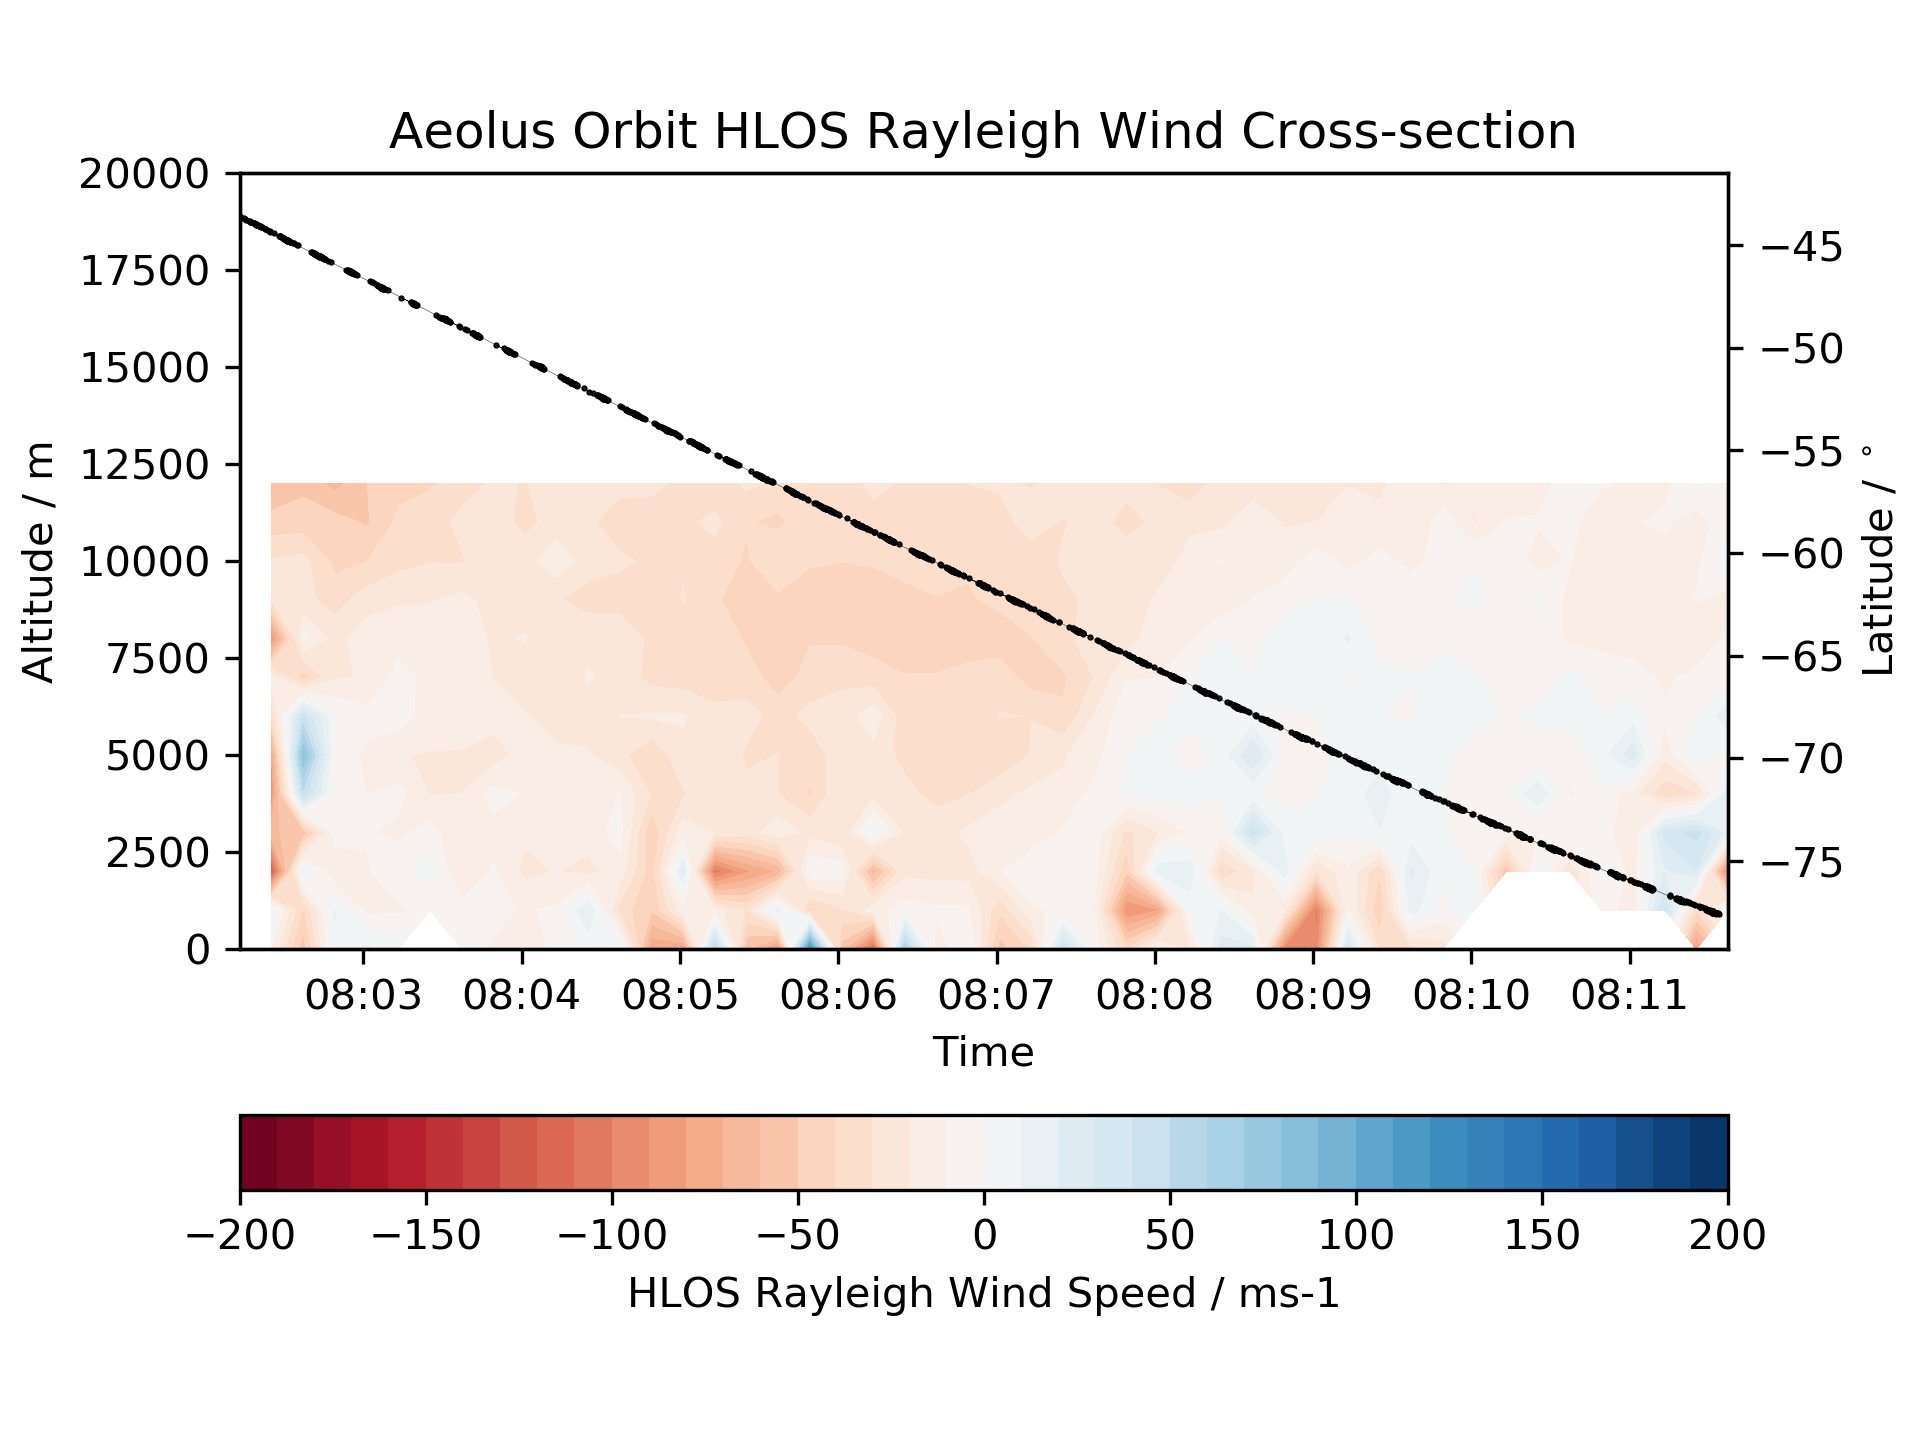 Aeolus Orbit HLOS Rayleigh Wind Cross-section
20000
17500
15000
12500
10000
7500
5000
2500
0
Altitude / m
−45
−50
−55
−60
−65
−70
−75
Latitude / °
08:03 08:04 08:05 08:06 08:07 08:08 08:09 08:10 08:11
Time
−200 −150 −100 −50 0 50 100 150 200
HLOS Rayleigh Wind Speed / ms-1